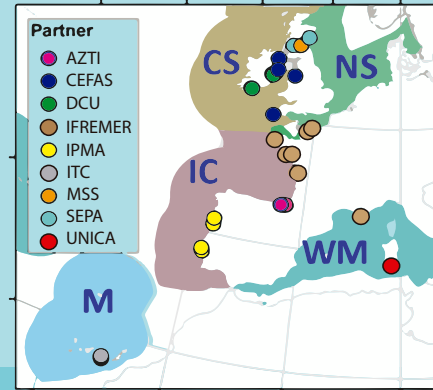 Partner
AZTI
CEFAS
DCU
IFREMER
IPMA
ITC
MSS
SEPA
UNICA
CS
NS
IC
WM
M